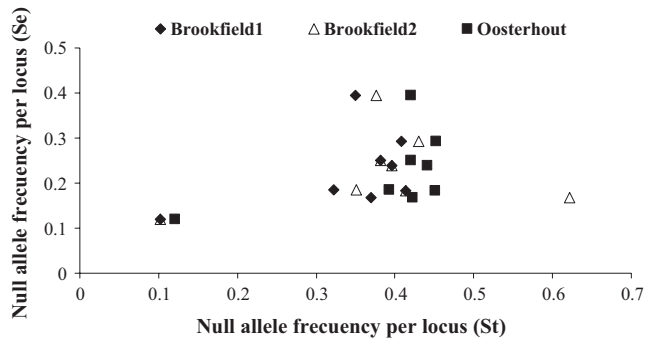 Brookfield1 Brookfield2 Oosterhout
Null allele frecuency per locus (Se)
0.5
0.4
0.3
0.2
0.1
0
0 0.1 0.2 0.3 0.4 0.5 0.6 0.7
Null allele frecuency per locus (St)